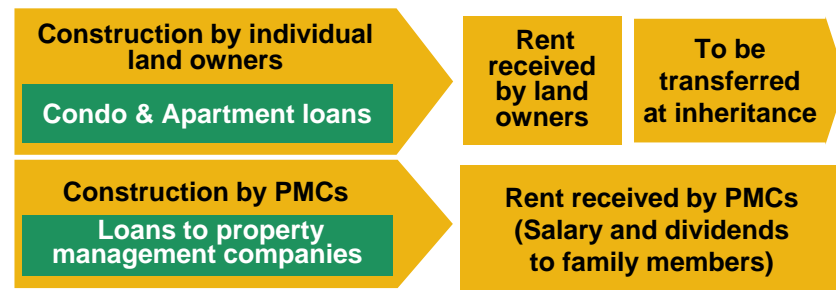 Construction by individual
land owners
Condo & Apartment loans
Rent
received
by land
owners
To be
transferred
at inheritance
Construction by PMCs
Loans to property
management companies
Rent received by PMCs
(Salary and dividends
to family members)